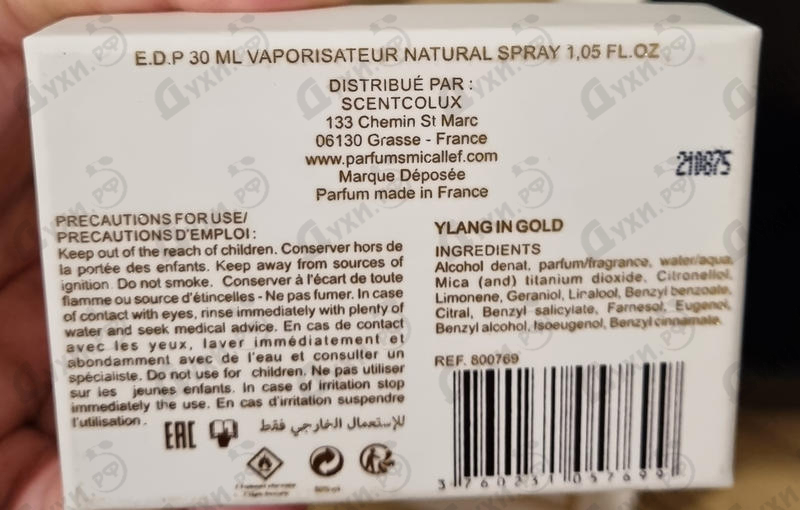 E.D.P 30 ML VAPORISATEUR NATURAL SPRAY 1,05 FL.OZ
DISTRIBUÉ PAR :
SCENTCOLUX
133 Chemin St Marc
06130 Grasse - France
www.parfumsmicallef.com
Marque Déposée
Parfum made in France
210875
PRECAUTIONS FOR USE/
PRECAUTIONS D'EMPLOI :
Keep out of the reach of children. Conserver hors de
la portée des enfants. Keep away from sources of
ignition. Do not smoke. Conserver à l'écart de toute
flamme ou source d'étincelles - Ne pas fumer. In case
of contact with eyes, rinse immediately with plenty of
water and seek medical advice. En cas de contact
avec les yeux, laver immédiatement et
abondamment avec de l'eau et consulter un
spécialiste. Do not use for children. Ne pas utiliser
sur les jeunes enfants. In case of irritation stop
immediately the use. En cas d'irritation suspendre
l'utilisation.
للإستعمال الخارجي فقط
EAC
YLANG IN GOLD
INGREDIENTS
Alcohol denat, parfum/fragrance, water/aqua,
Mica (and) titanium dioxide, Citronellol,
Limonene, Geraniol, Linalool, Benzyl benzoate,
Citral, Benzyl salicylate, Farnesol, Eugenol,
Benzyl alcohol, Isoeugenol, Benzyl cinnamate.
REF. 800769
3 760231 057699
Духи.рф